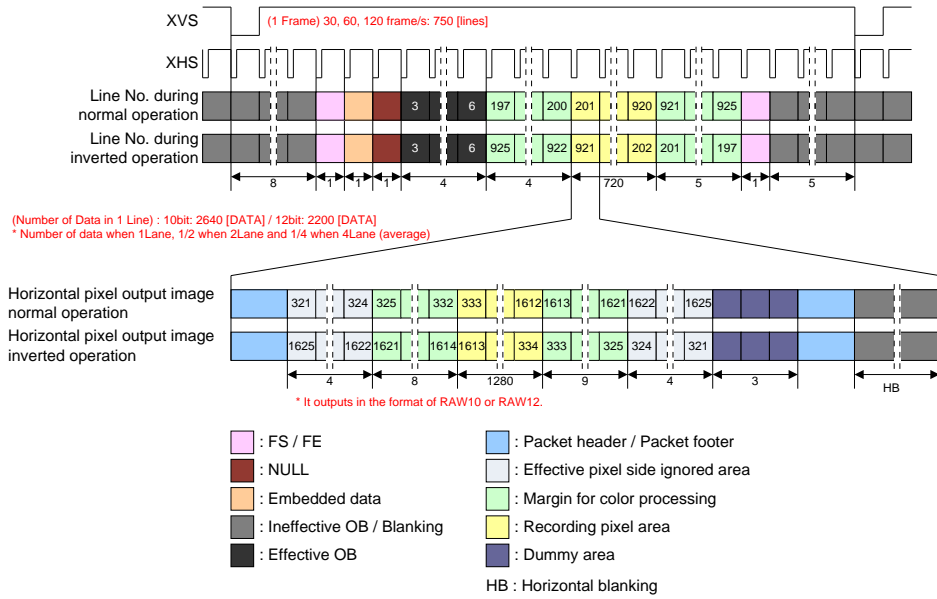 XVS
(1 Frame) 30, 60, 120 frame/s: 750 [lines]
XHS
Line No. during
normal operation
3 6 197 200 201 920 921 925
Line No. during
inverted operation
3 6 925 922 921 202 201 197
8 1 1 1 4 4 720 5 1 5
(Number of Data in 1 Line) : 10bit: 2640 [DATA] / 12bit: 2200 [DATA]
* Number of data when 1Lane, 1/2 when 2Lane and 1/4 when 4Lane (average)
Horizontal pixel output image
normal operation
321 324 325 332 333 1612 1613 1621 1622 1625
Horizontal pixel output image
inverted operation
1625 1622 1621 1614 1613 334 333 325 324 321
4 8 1280 9 4 3 HB
* It outputs in the format of RAW10 or RAW12.
: FS / FE
: NULL
: Embedded data
: Ineffective OB / Blanking
: Effective OB
: Packet header / Packet footer
: Effective pixel side ignored area
: Margin for color processing
: Recording pixel area
: Dummy area
HB : Horizontal blanking